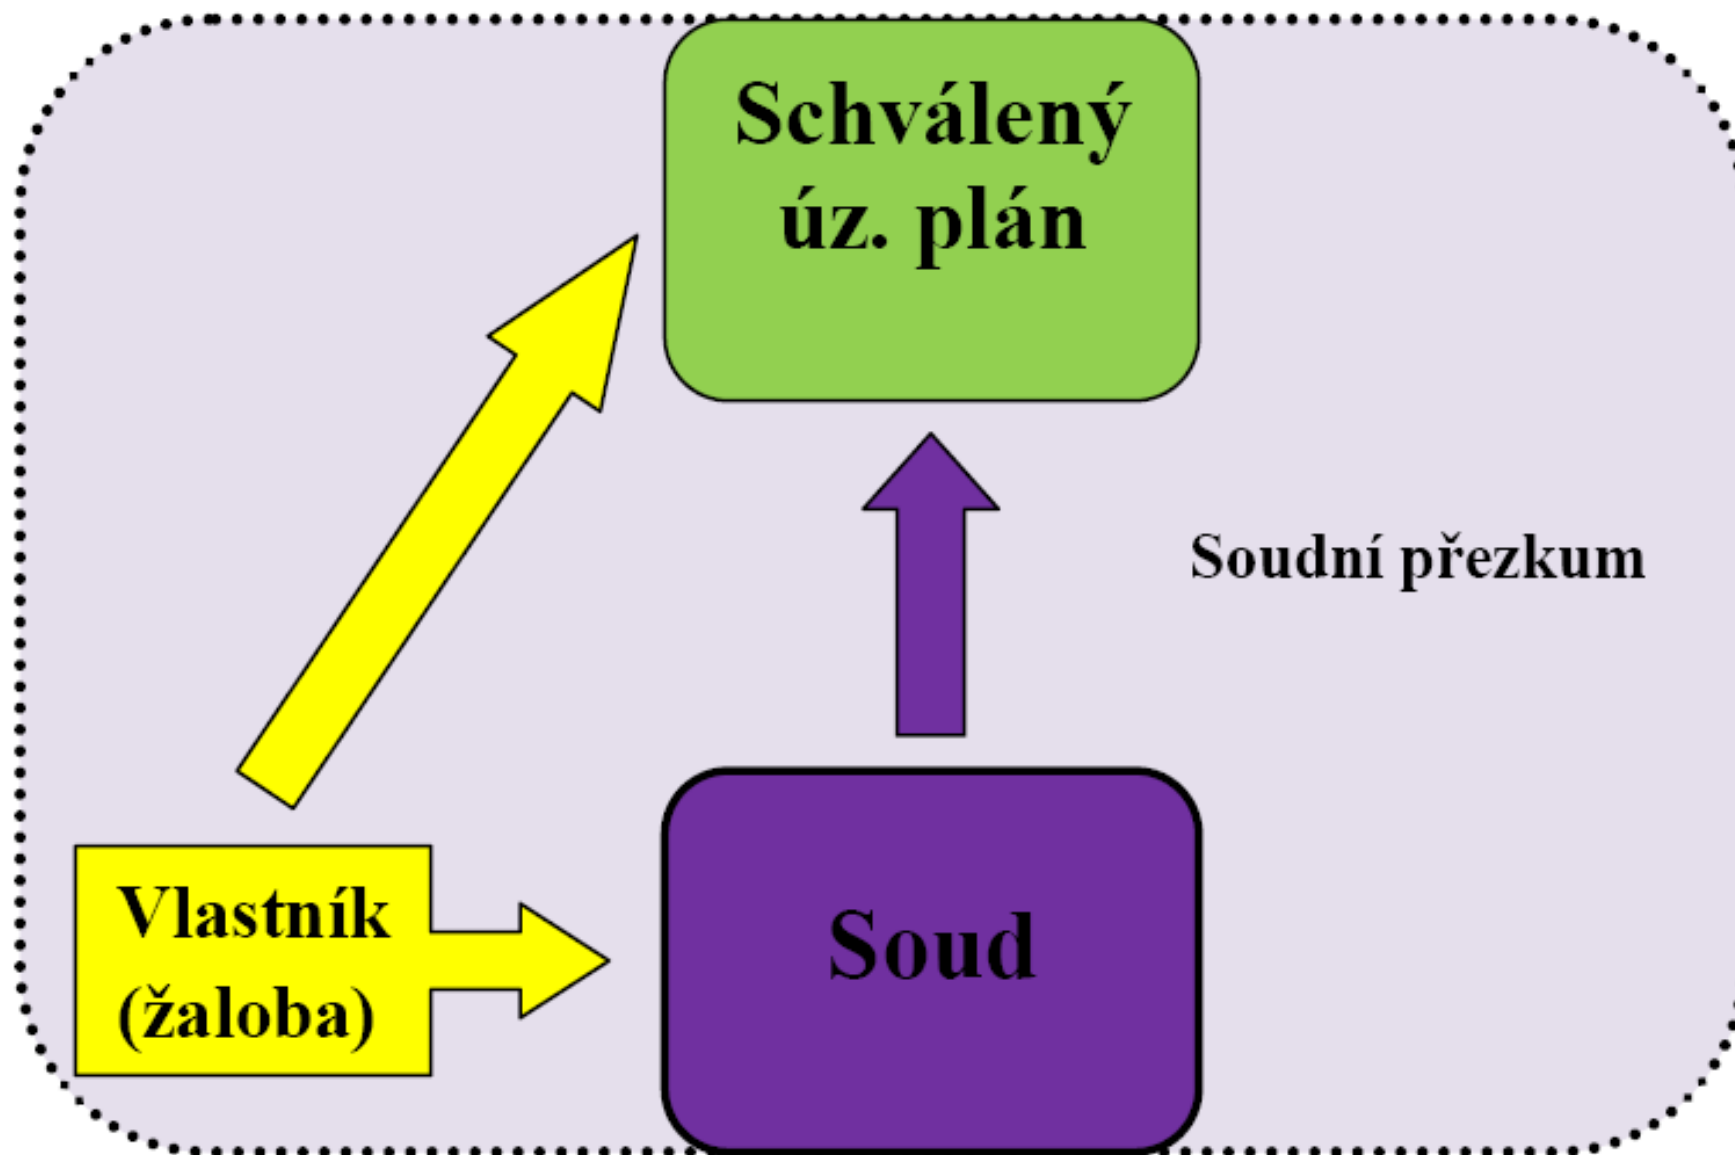 Schválený
úz. plán
Soudní přezkum
Vlastník
(žaloba)
Soud